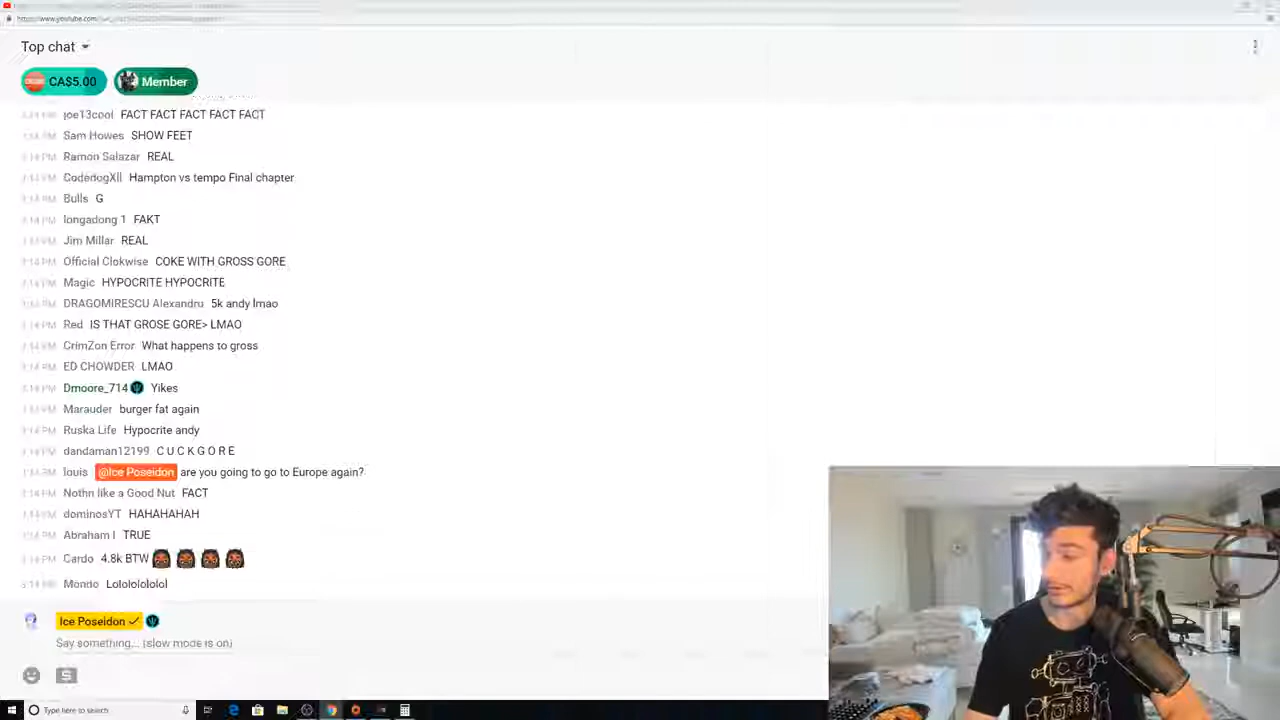 Top chat
CA$5.00 Member
joe13cool FACT FACT FACT FACT FACT
Sam Howes SHOW FEET
Ramon Salazar REAL
CodedogXll Hampton vs tempo Final chapter
Bulls G
longadong 1 FAKT
Jim Millar REAL
Official Clokwise COKE WITH GROSS GORE
Magic HYPOCRITE HYPOCRITE
DRAGOMIRESCU Alexandru 5k andy lmao
Red IS THAT GROSE GORE> LMAO
CrimZon Error What happens to gross
ED CHOWDER LMAO
Dmoore_714 Yikes
Marauder burger fat again
Ruska Life Hypocrite andy
dandaman12199 C U C K G O R E
louis @Ice Poseidon are you going to go to Europe again?
Nothn like a Good Nut FACT
dominosYT HAHAHAHAH
Abraham I TRUE
Cardo 4.8k BTW
Mondo Lolololololol
Ice Poseidon
Say something... (slow mode is on)
Type here to search